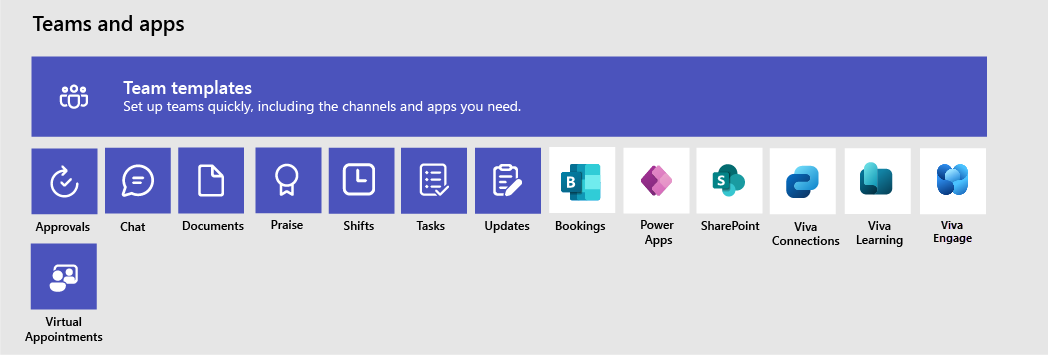 Teams and apps
Team templates
Set up teams quickly, including the channels and apps you need.
Approvals
Chat
Documents
Praise
Shifts
Tasks
Updates
B
Bookings
Power
Apps
S
SharePoint
Viva
Connections
Viva
Learning
Viva
Engage
Virtual
Appointments